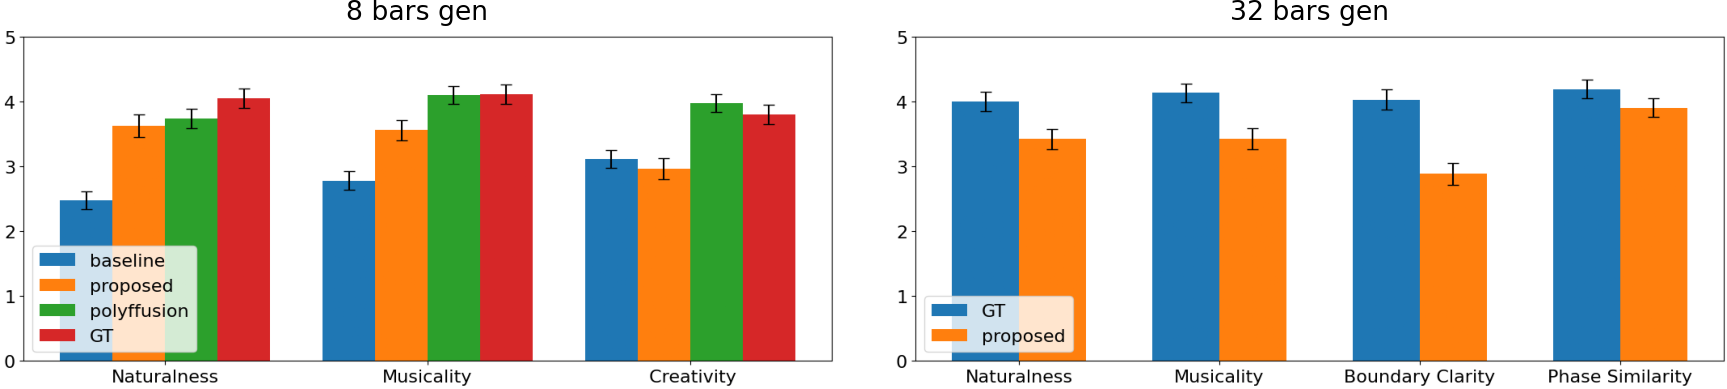 8 bars gen
5
4
3
2
1
0
baseline
proposed
polyffusion
GT
Naturalness
Musicality
Creativity
32 bars gen
5
4
3
2
1
0
GT
proposed
Naturalness
Musicality
Boundary Clarity
Phase Similarity